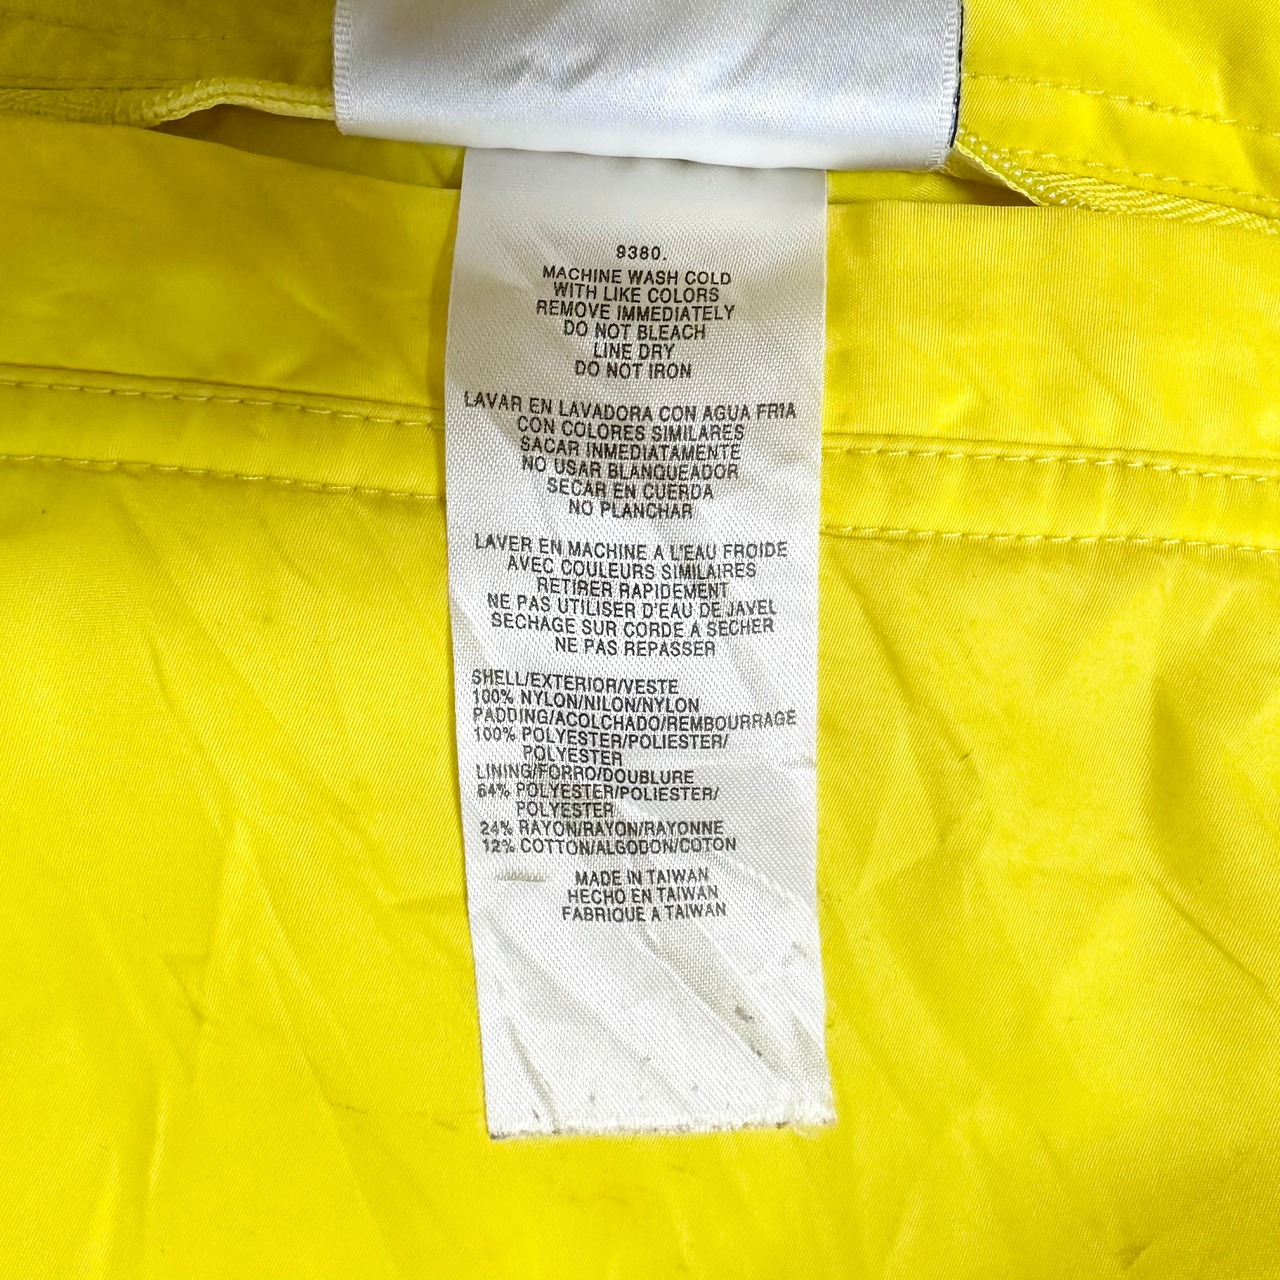 9380.
MACHINE WASH COLD
WITH LIKE COLORS
REMOVE IMMEDIATELY
DO NOT BLEACH
LINE DRY
DO NOT IRON
LAVAR EN LAVADORA CON AGUA FRIA
CON COLORES SIMILARES
SACAR INMEDIATAMENTE
NO USAR BLANQUEADOR
SECAR EN CUERDA
NO PLANCHAR
LAVER EN MACHINE A L'EAU FROIDE
AVEC COULEURS SIMILAIRES
RETIRER RAPIDEMENT
NE PAS UTILISER D'EAU DE JAVEL
SECHAGE SUR CORDE A SECHER
NE PAS REPASSER
SHELL/EXTERIOR/VESTE
100% NYLON/NILON/NYLON
PADDING/ACOLCHADO/REMBOURRAGE
100% POLYESTER/POLIESTER/
POLYESTER
LINING/FORRO/DOUBLURE
64% POLYESTER/POLIESTER/
POLYESTER
24% RAYON/RAYON/RAYONNE
12% COTTON/ALGODON/COTON
MADE IN TAIWAN
HECHO EN TAIWAN
FABRIQUE A TAIWAN